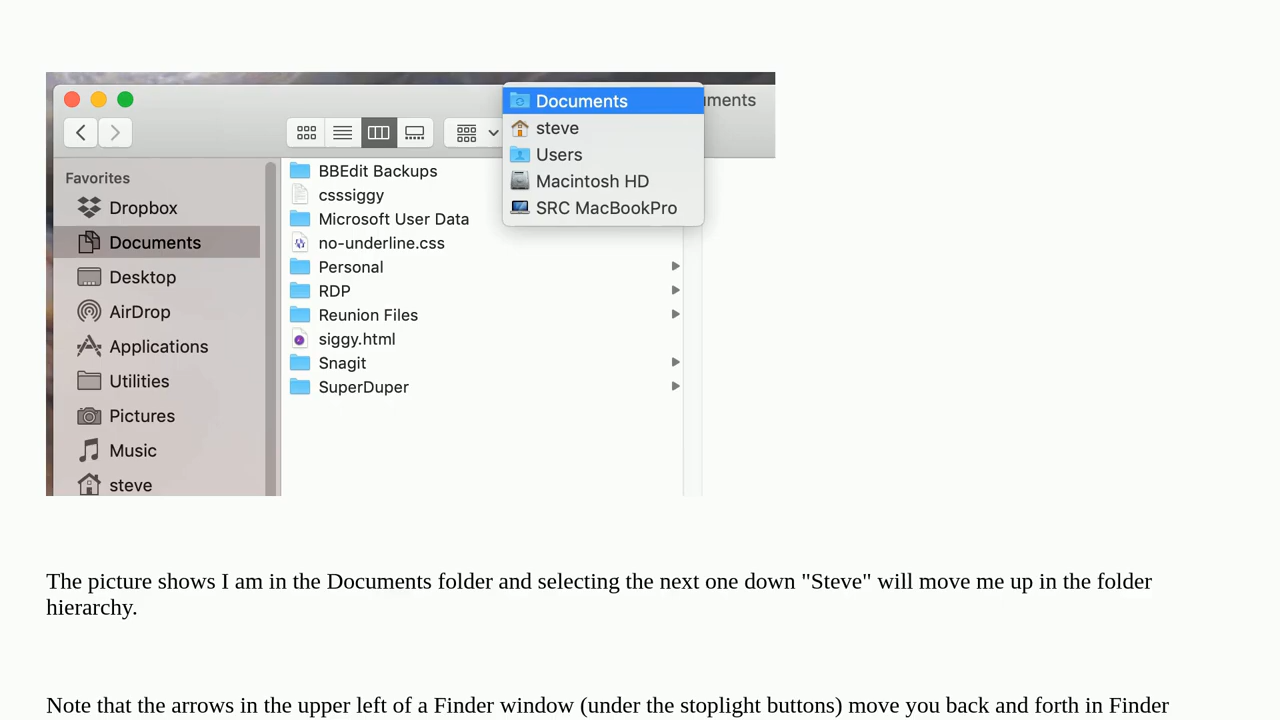 Documents
uments
steve
Users
Macintosh HD
SRC MacBookPro
Favorites
Dropbox
Documents
Desktop
AirDrop
Applications
Utilities
Pictures
Music
steve
BBEdit Backups
csssiggy
Microsoft User Data
no-underline.css
Personal
RDP
Reunion Files
siggy.html
Snagit
SuperDuper
The picture shows I am in the Documents folder and selecting the next one down "Steve" will move me up in the folder
hierarchy.
Note that the arrows in the upper left of a Finder window (under the stoplight buttons) move you back and forth in Finder